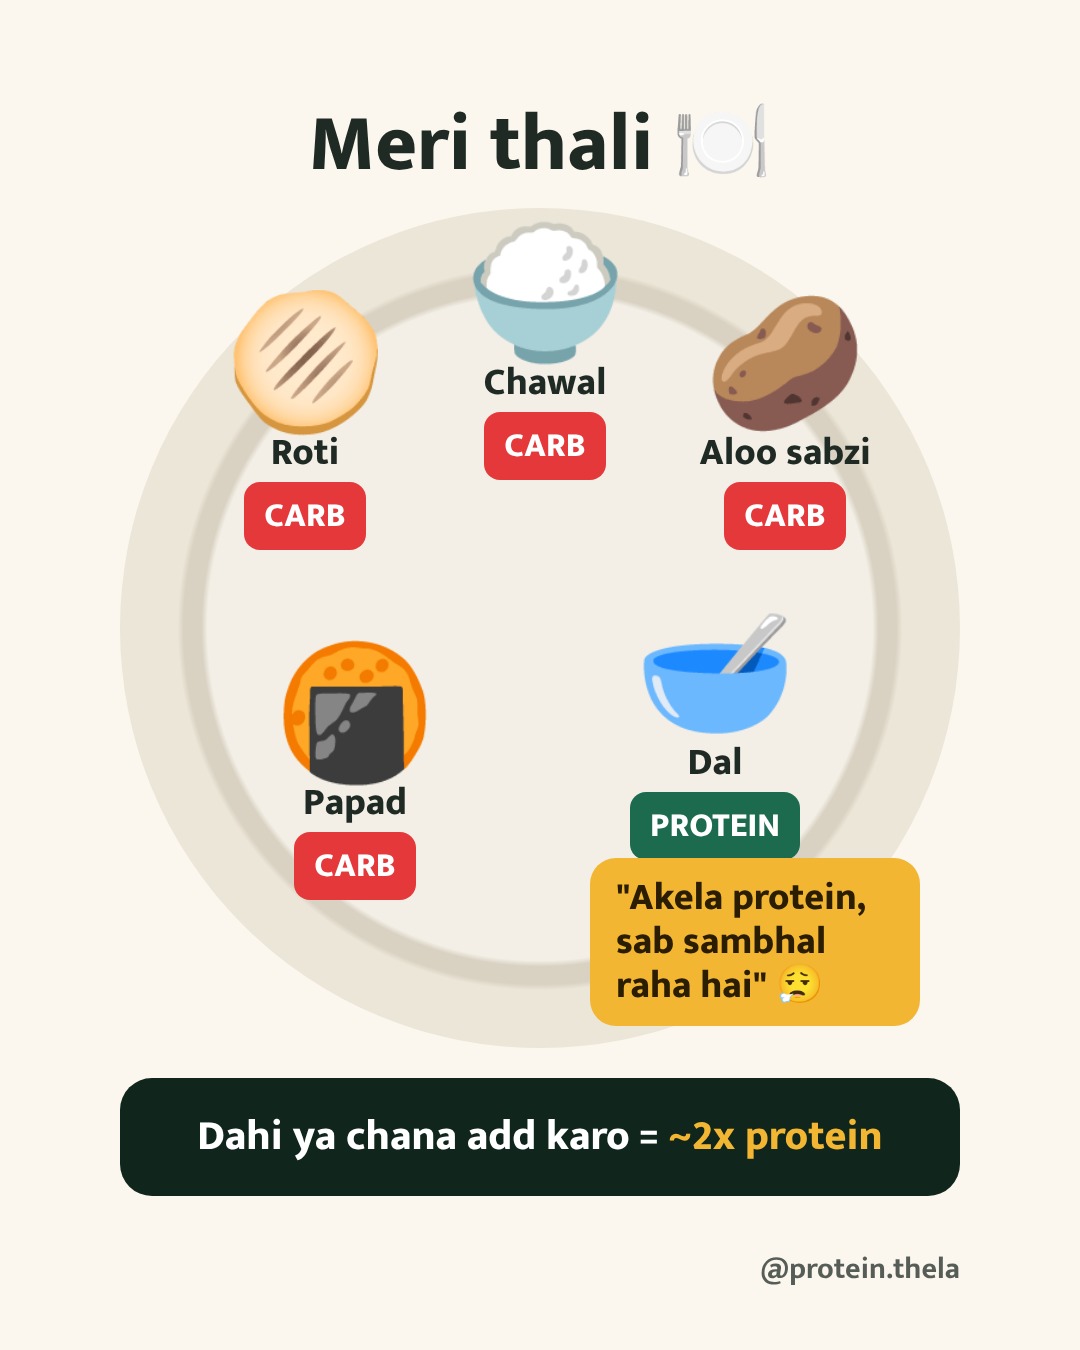 Meri thali 🍽️
Chawal
CARB
Roti
CARB
Aloo sabzi
CARB
Papad
CARB
Dal
PROTEIN
"Akela protein,
sab sambhal
raha hai" 😮‍💨
Dahi ya chana add karo = ~2x protein
@protein.thela